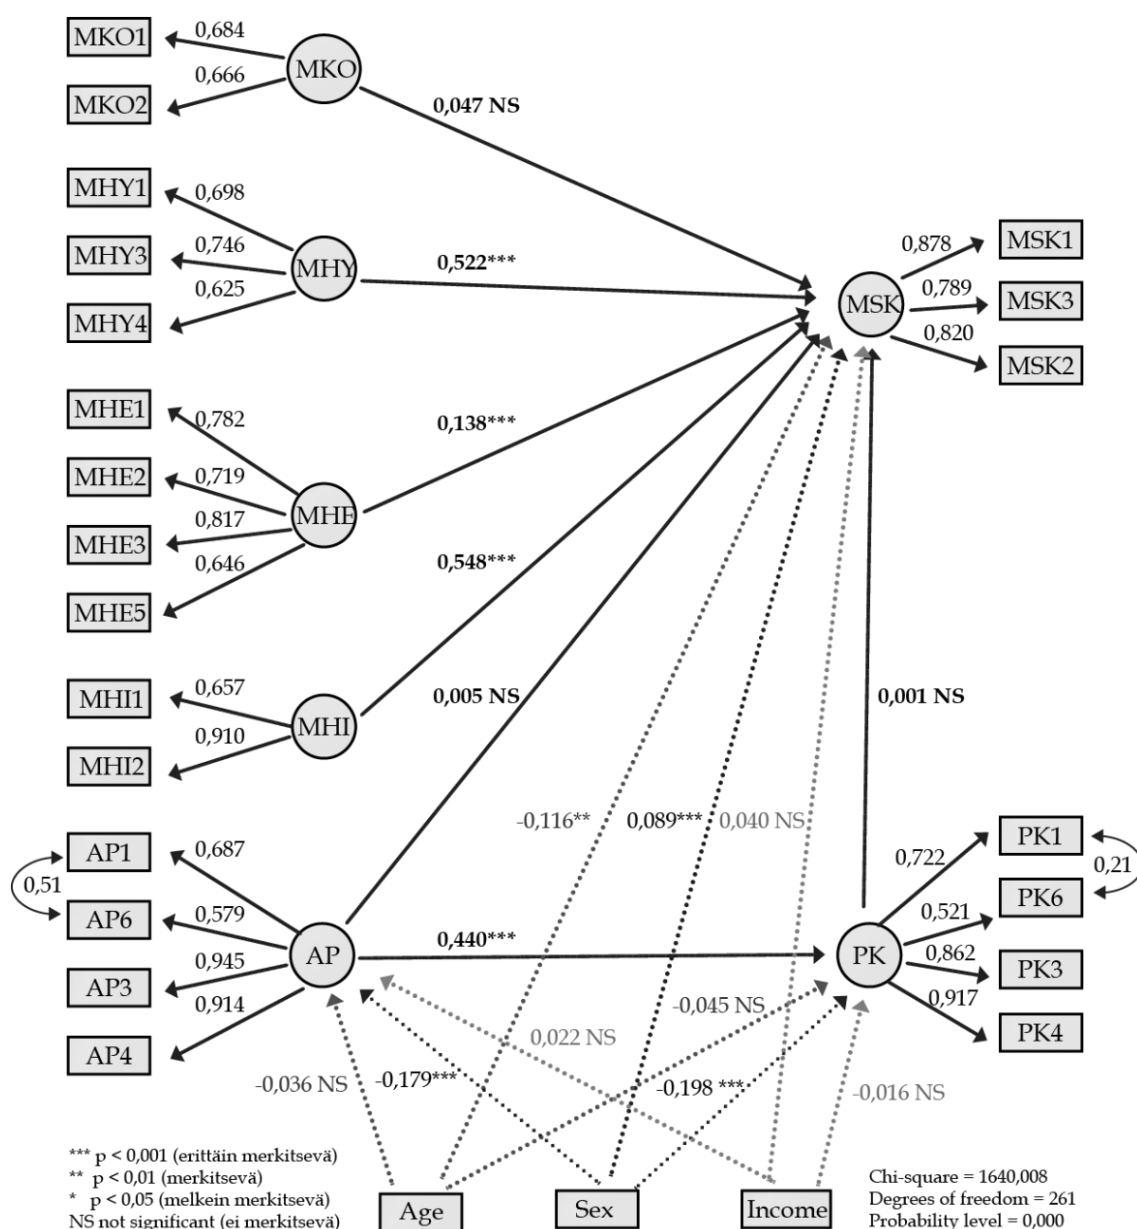 MKO1
0,684
MKO
MKO2
0,666
0,047 NS
MHY1
0,698
MHY3
0,746
MHY
0,522***
MHY4
0,625
MSK
0,878
MSK1
0,789
MSK3
0,820
MSK2
MHE1
0,782
MHE2
0,719
MHE
0,138***
MHE3
0,817
0,646
MHE5
0,548***
MHI1
0,657
MHI
0,005 NS
0,001 NS
MHI2
0,910
-0,116**
0,089***
0,040 NS
AP1
0,687
0,51
AP6
0,579
AP
0,440***
AP3
0,945
0,914
AP4
PK
0,722
PK1
0,21
0,521
PK6
0,862
PK3
0,917
PK4
-0,045 NS
0,022 NS
-0,036 NS
-0,179***
-0,198 ***
-0,016 NS
*** p < 0,001 (erittäin merkitsevä)
** p < 0,01 (merkitsevä)
* p < 0,05 (melkein merkitsevä)
NS not significant (ei merkitsevä)
Age
Sex
Income
Chi-square = 1640,008
Degrees of freedom = 261
Probability level = 0,000